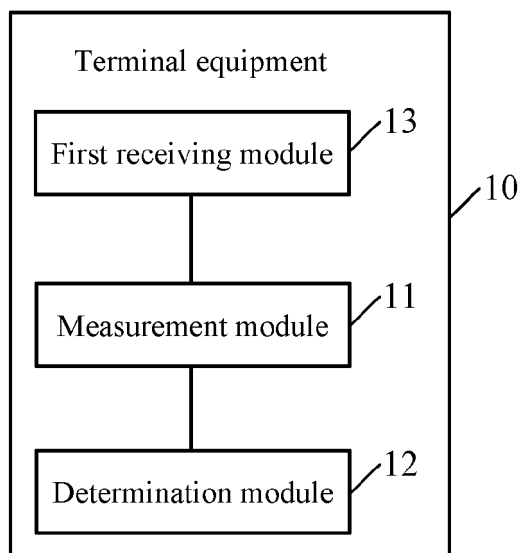 Terminal equipment
13
First receiving module
10
11
Measurement module
12
Determination module